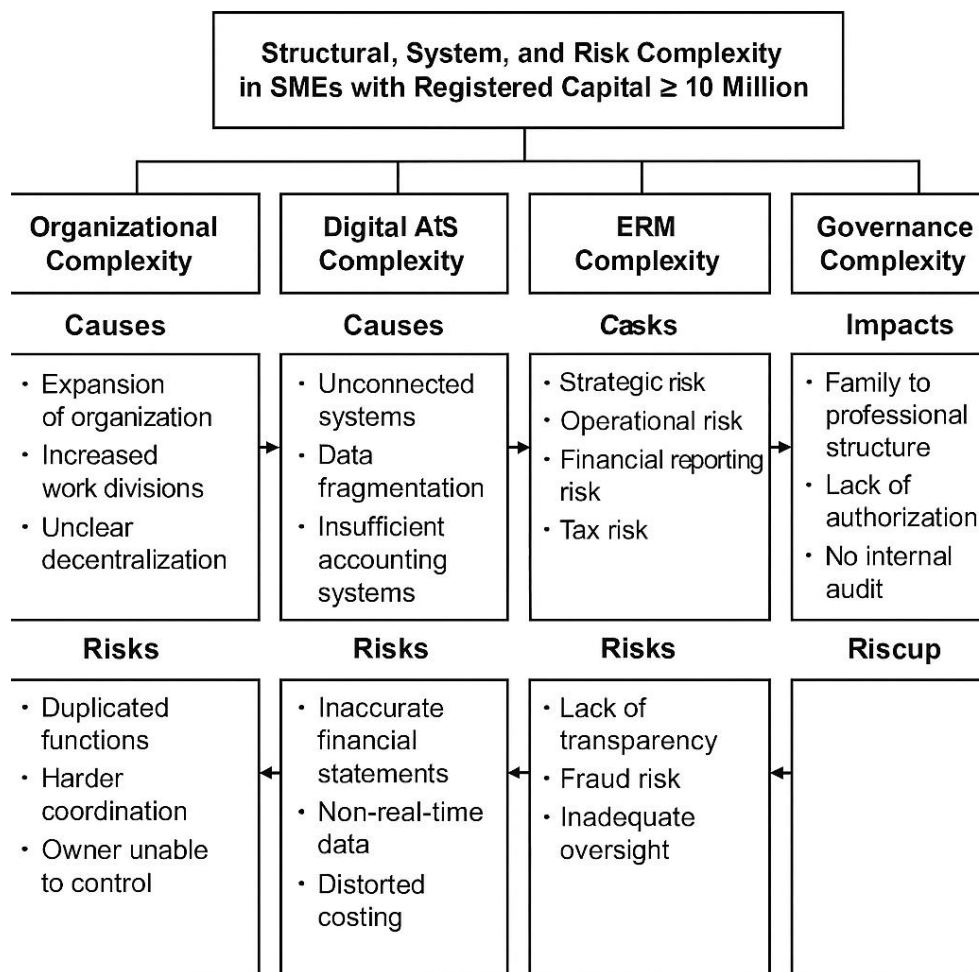 Structural, System, and Risk Complexity
in SMEs with Registered Capital ≥ 10 Million
Organizational
Complexity
Digital AtS
Complexity
ERM
Complexity
Governance
Complexity
Causes
· Expansion
of organization
· Increased
work divisions
· Unclear
decentralization
Causes
· Unconnected
systems
· Data
fragmentation
· Insufficient
accounting
systems
Casks
· Strategic risk
· Operational risk
· Financial reporting
risk
· Tax risk
Impacts
· Family to
professional
structure
· Lack of
authorization
· No internal
audit
Risks
· Duplicated
functions
· Harder
coordination
· Owner unable
to control
Risks
· Inaccurate
financial
statements
· Non-real-time
data
· Distorted
costing
Risks
· Lack of
transparency
· Fraud risk
· Inadequate
oversight
Riscup